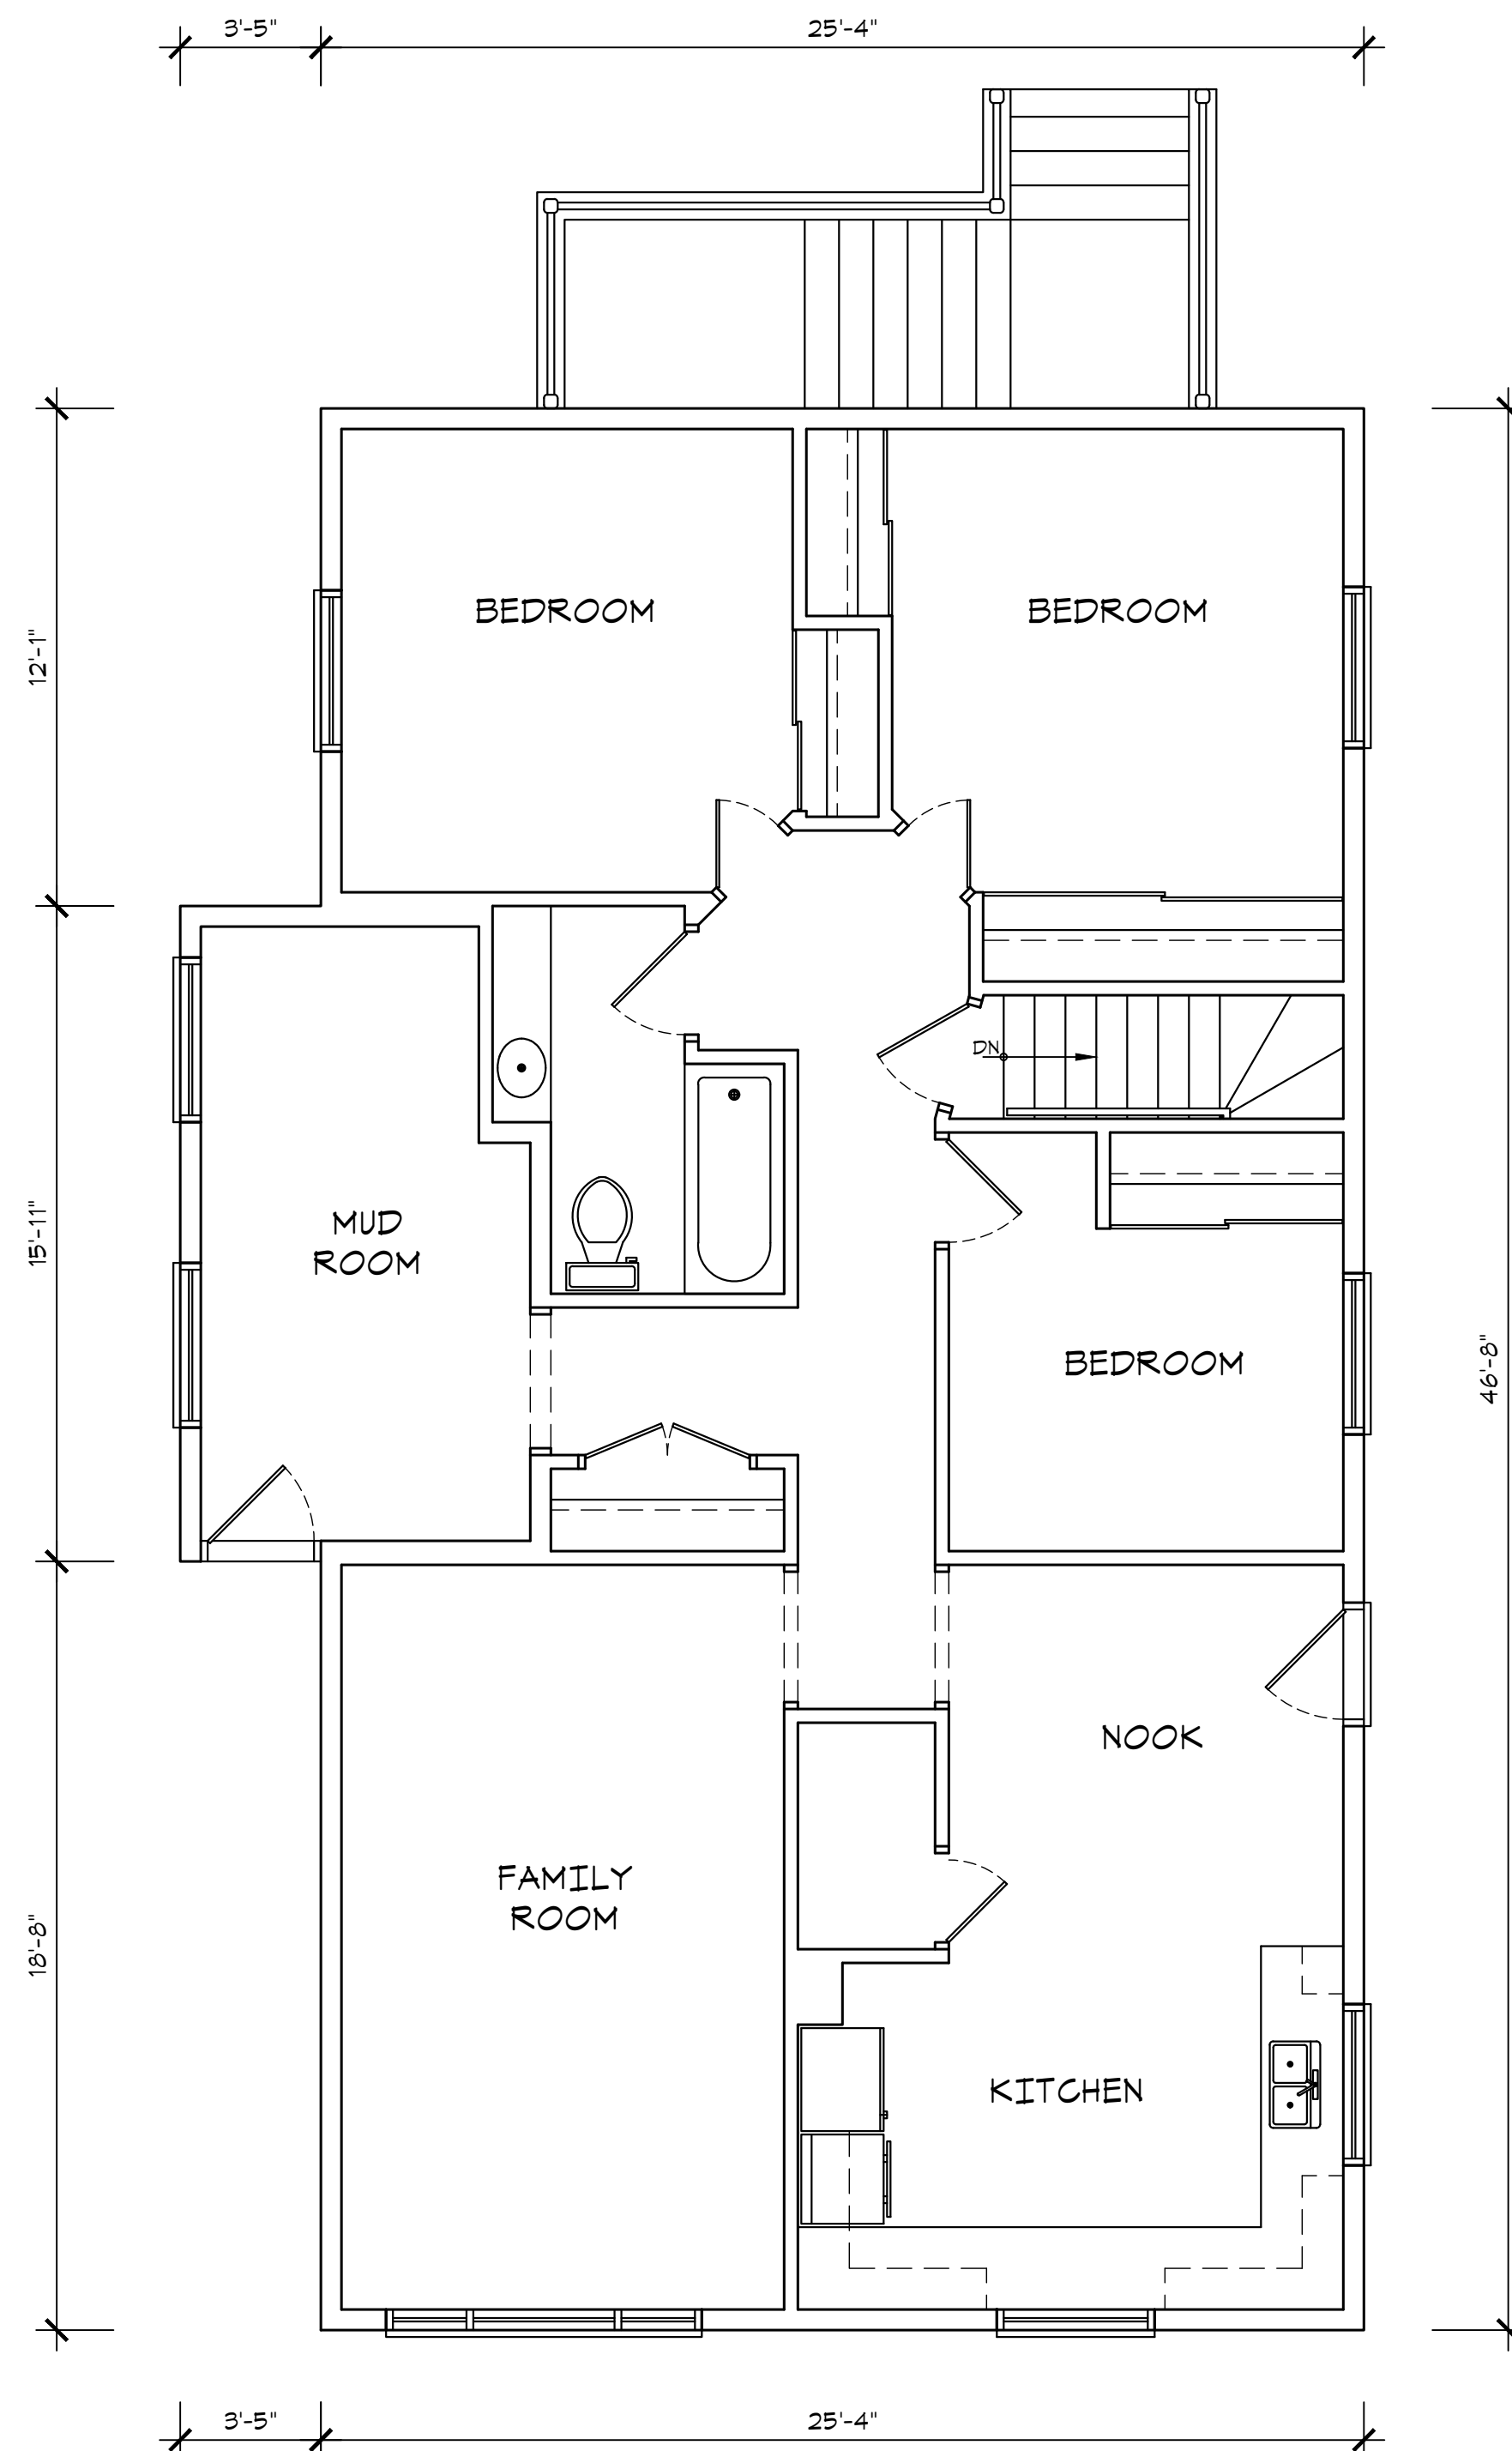 3'-5" 25'-4"
BEDROOM BEDROOM
12'-1"
DN
MUD
ROOM
15'-11"
BEDROOM
46'-8"
NOOK
FAMILY
ROOM
18'-8"
KITCHEN
3'-5" 25'-4"